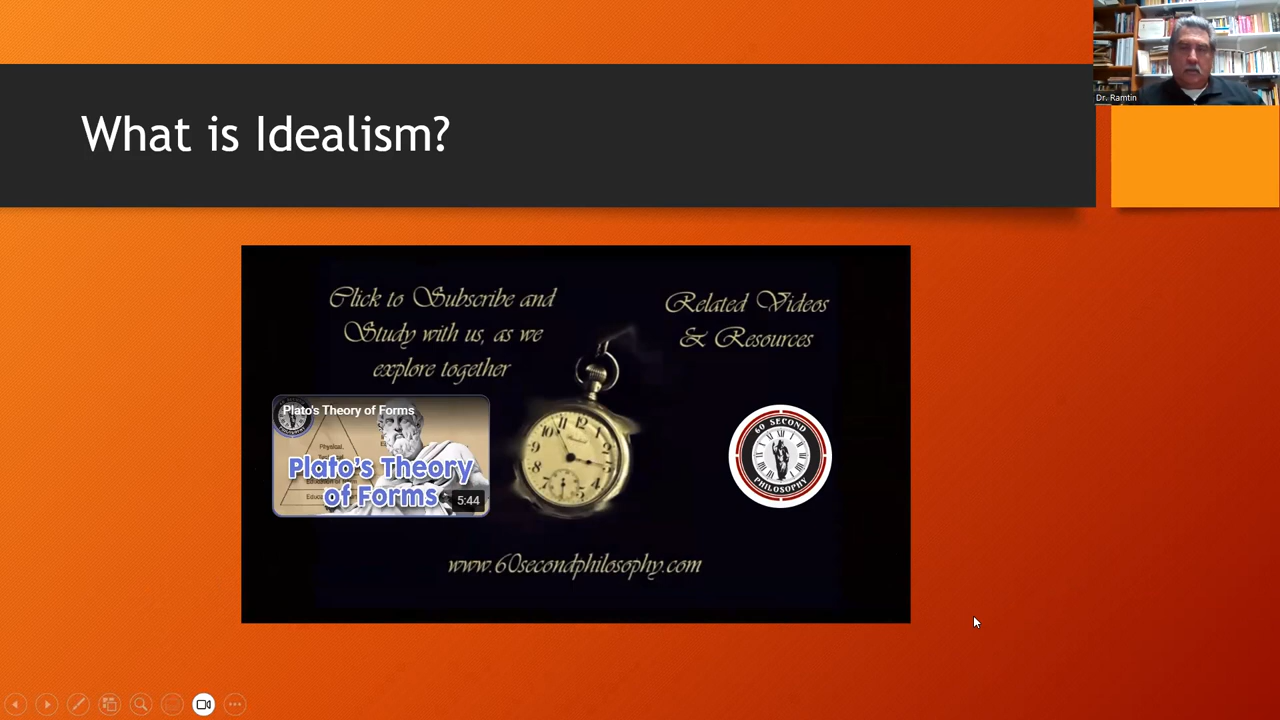 Dr. Ramtin
What is Idealism?
Click to Subscribe and
Study with us, as we
explore together
Related Videos
& Resources
Plato's Theory of Forms
Physical,
Plato's Theory
of Forms
5:44
60 SECOND
PHILOSOPHY
www.60secondphilosophy.com